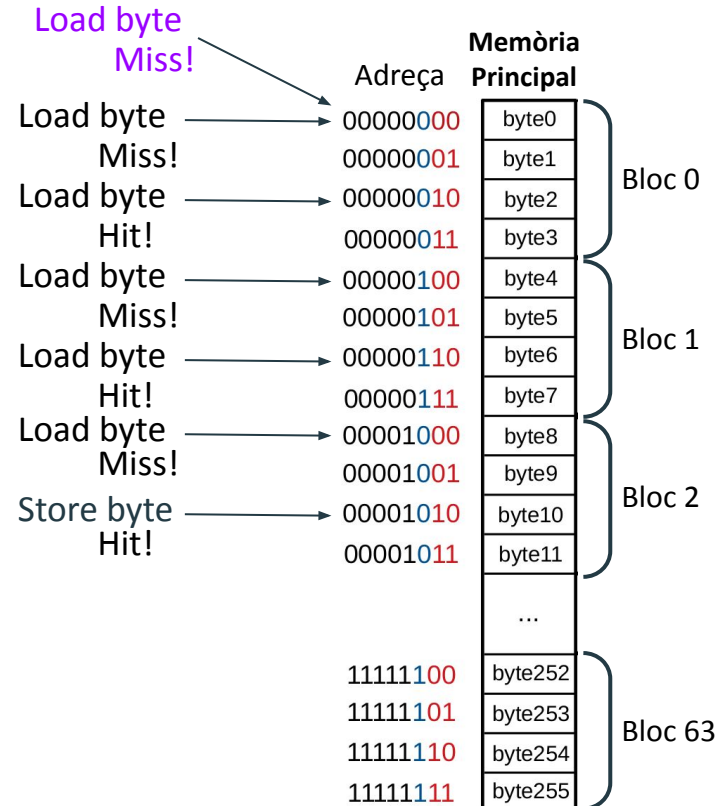 Load byte
Miss!
Adreça
Memòria
Principal
Load byte
00000000
byte0
Miss!
00000001
byte1
Bloc 0
Load byte
00000010
byte2
Hit!
00000011
byte3
Load byte
00000100
byte4
Miss!
00000101
byte5
Bloc 1
Load byte
00000110
byte6
Hit!
00000111
byte7
Load byte
00001000
byte8
Miss!
00001001
byte9
Bloc 2
Store byte
00001010
byte10
Hit!
00001011
byte11
...
11111100
byte252
11111101
byte253
Bloc 63
11111110
byte254
11111111
byte255